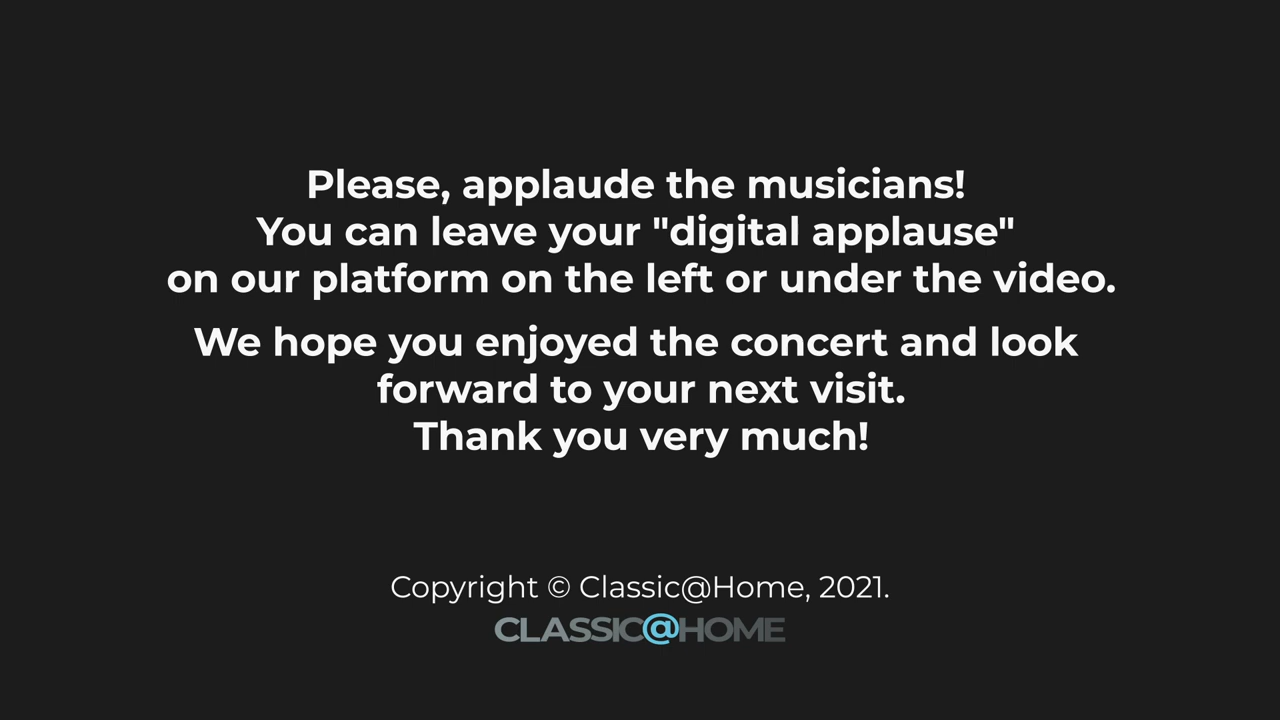 Please, applaude the musicians!
You can leave your "digital applause"
on our platform on the left or under the video.
We hope you enjoyed the concert and look
forward to your next visit.
Thank you very much!
Copyright © Classic@Home, 2021.
CLASSIC@HOME